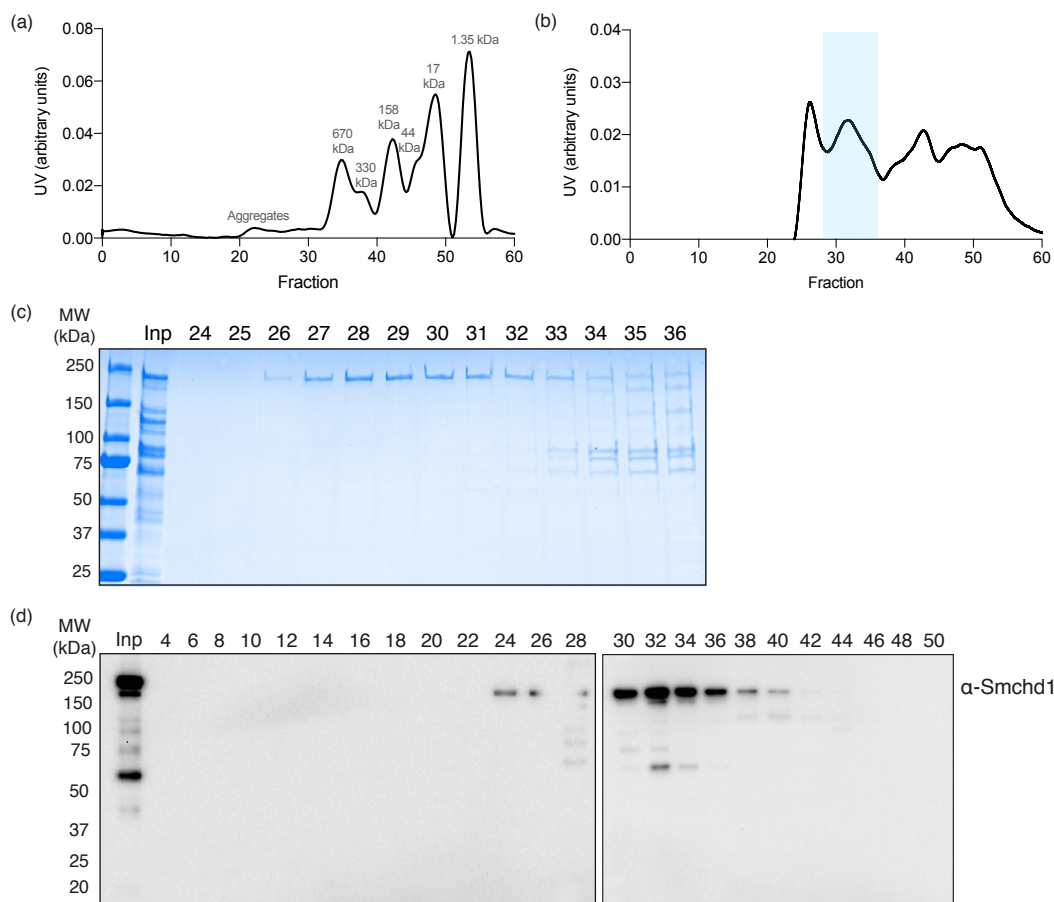 (a)
0.08
0.06
0.04
0.02
0.00
UV (arbitrary units)
Aggregates
670
kDa
330
kDa
158
kDa
44
kDa
17
kDa
1.35 kDa
0 10 20 30 40 50 60
Fraction
(b)
0.04
0.03
0.02
0.01
0.00
UV (arbitrary units)
0 10 20 30 40 50 60
Fraction
(c)
MW
(kDa)
Inp 24 25 26 27 28 29 30 31 32 33 34 35 36
250
150
100
75
50
37
25
(d)
MW
(kDa)
Inp 4 6 8 10 12 14 16 18 20 22 24 26 28 30 32 34 36 38 40 42 44 46 48 50
250
150
100
75
50
37
25
20
α-Smchd1